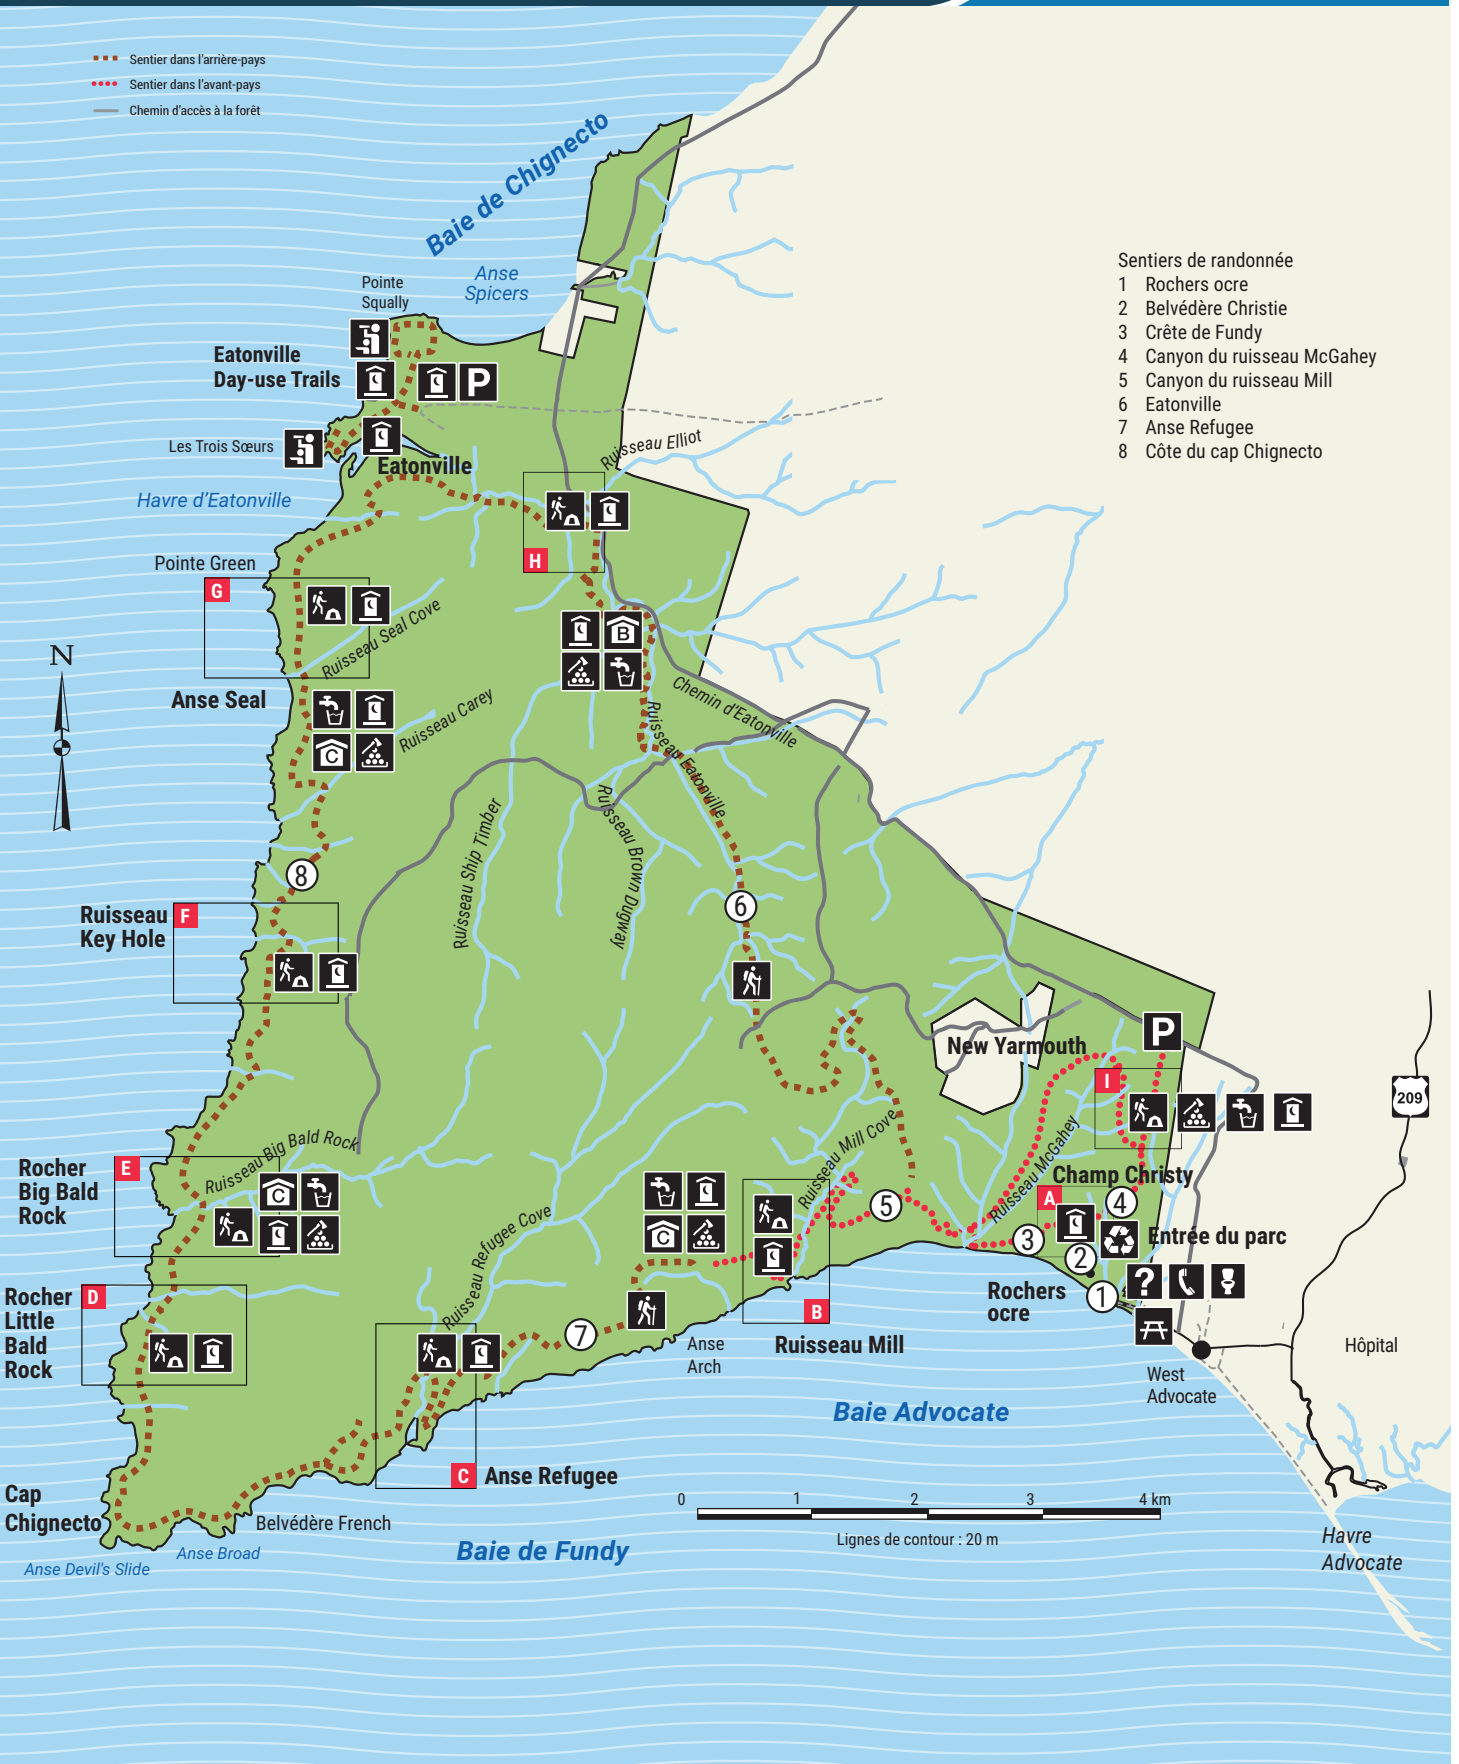 Sentier dans l'arrière-pays
Sentier dans l'avant-pays
Chemin d'accès à la forêt
Baie de Chignecto
Anse
Spicers
Pointe
Squally
Sentiers de randonnée
1 Rochers ocre
2 Belvédère Christie
3 Crête de Fundy
4 Canyon du ruisseau McGahey
5 Canyon du ruisseau Mill
6 Eatonville
7 Anse Refugee
8 Côte du cap Chignecto
Eatonville
Day-use Trails
P
Les Trois Sœurs
Eatonville
Ruisseau Elliot
Havre d'Eatonville
H
Pointe Green
G
Ruisseau Seal Cove
B
N
Anse Seal
Ruisseau Carey
C
Chemin d'Eatonville
Ruisseau Eatonville
Ruisseau Ship Timber
Ruisseau Brown Dugway
8
6
Ruisseau
Key Hole
F
New Yarmouth
P
I
209
Ruisseau Mill Cove
Ruisseau McGahey
Ruisseau Big Bald Rock
Rocher
Big Bald
Rock
E
C
Champ Christy
A
4
5
3
2
Entrée du parc
C
Ruisseau Refugee Cove
Rocher
Little
Bald
Rock
D
Rochers
ocre
1
?
B
7
Ruisseau Mill
Anse
Arch
Hôpital
West
Advocate
Baie Advocate
C
Anse Refugee
Cap
Chignecto
Belvédère French
Anse Broad
Anse Devil's Slide
Baie de Fundy
0 1 2 3 4 km
Lignes de contour : 20 m
Havre
Advocate